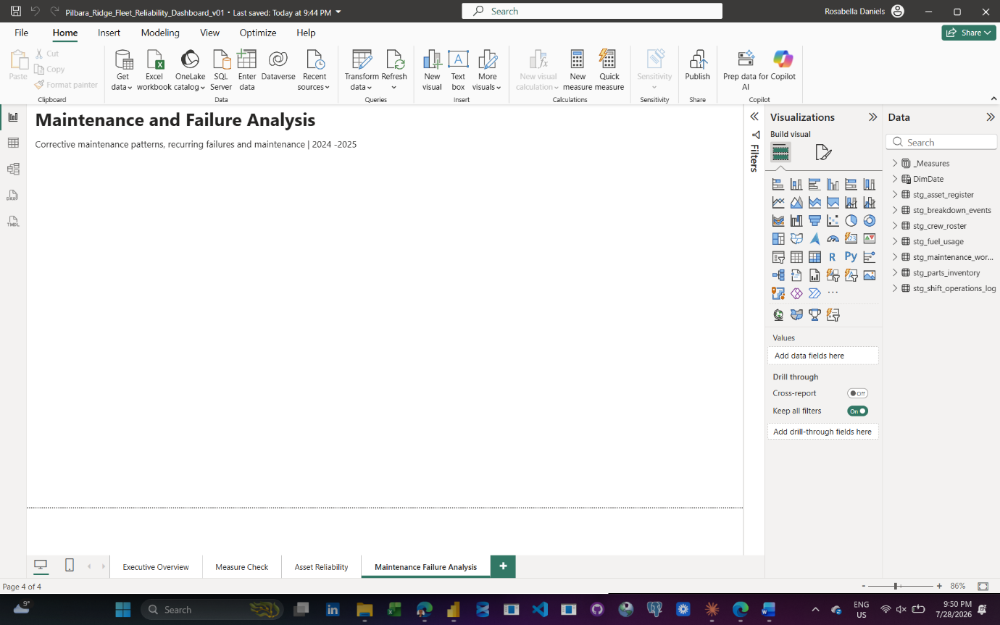 Pilbara_Ridge_Fleet_Reliability_Dashboard_v01 • Last saved: Today at 9:44 PM
Search
Rosabella Daniels
File Home Insert Modeling View Optimize Help
Share
Paste
Cut
Copy
Format painter
Clipboard
Get data
Excel workbook
OneLake catalog
SQL Server
Enter data
Dataverse
Recent sources
Data
Transform data
Refresh
Queries
New visual
Text box
More visuals
Insert
New visual calculation
New measure
Quick measure
Calculations
Sensitivity
Sensitivity
Publish
Share
Prep data for AI
Copilot
Copilot
DAX
TMDL
Maintenance and Failure Analysis
Corrective maintenance patterns, recurring failures and maintenance | 2024 -2025
Filters
Visualizations
Build visual
123
R
Py
Values
Add data fields here
Drill through
Cross-report
Off
Keep all filters
On
Add drill-through fields here
Data
Search
_Measures
DimDate
stg_asset_register
stg_breakdown_events
stg_crew_roster
stg_fuel_usage
stg_maintenance_wor...
stg_parts_inventory
stg_shift_operations_log
Executive Overview
Measure Check
Asset Reliability
Maintenance Failure Analysis
Page 4 of 4
86%
9°
Search
ENG
US
9:50 PM
7/28/2026